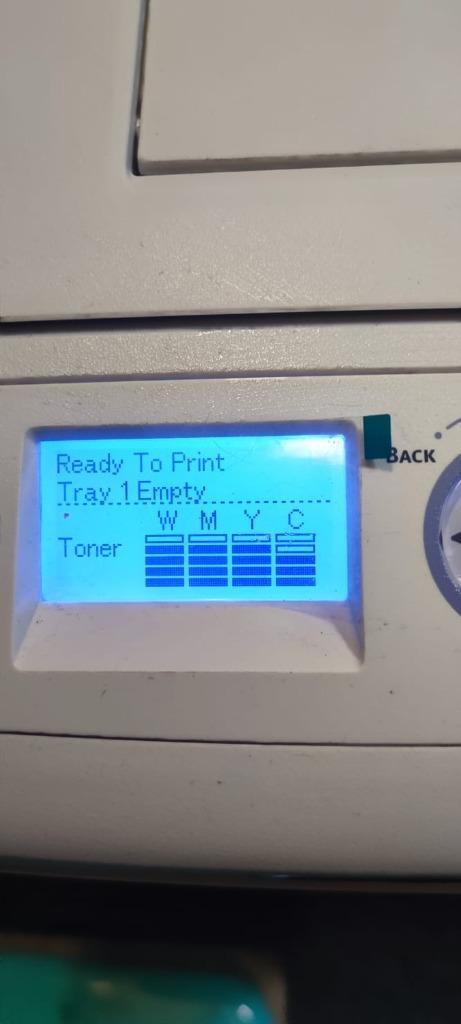 Ready To Print
Tray 1 Empty
W M Y C
Toner
BACK